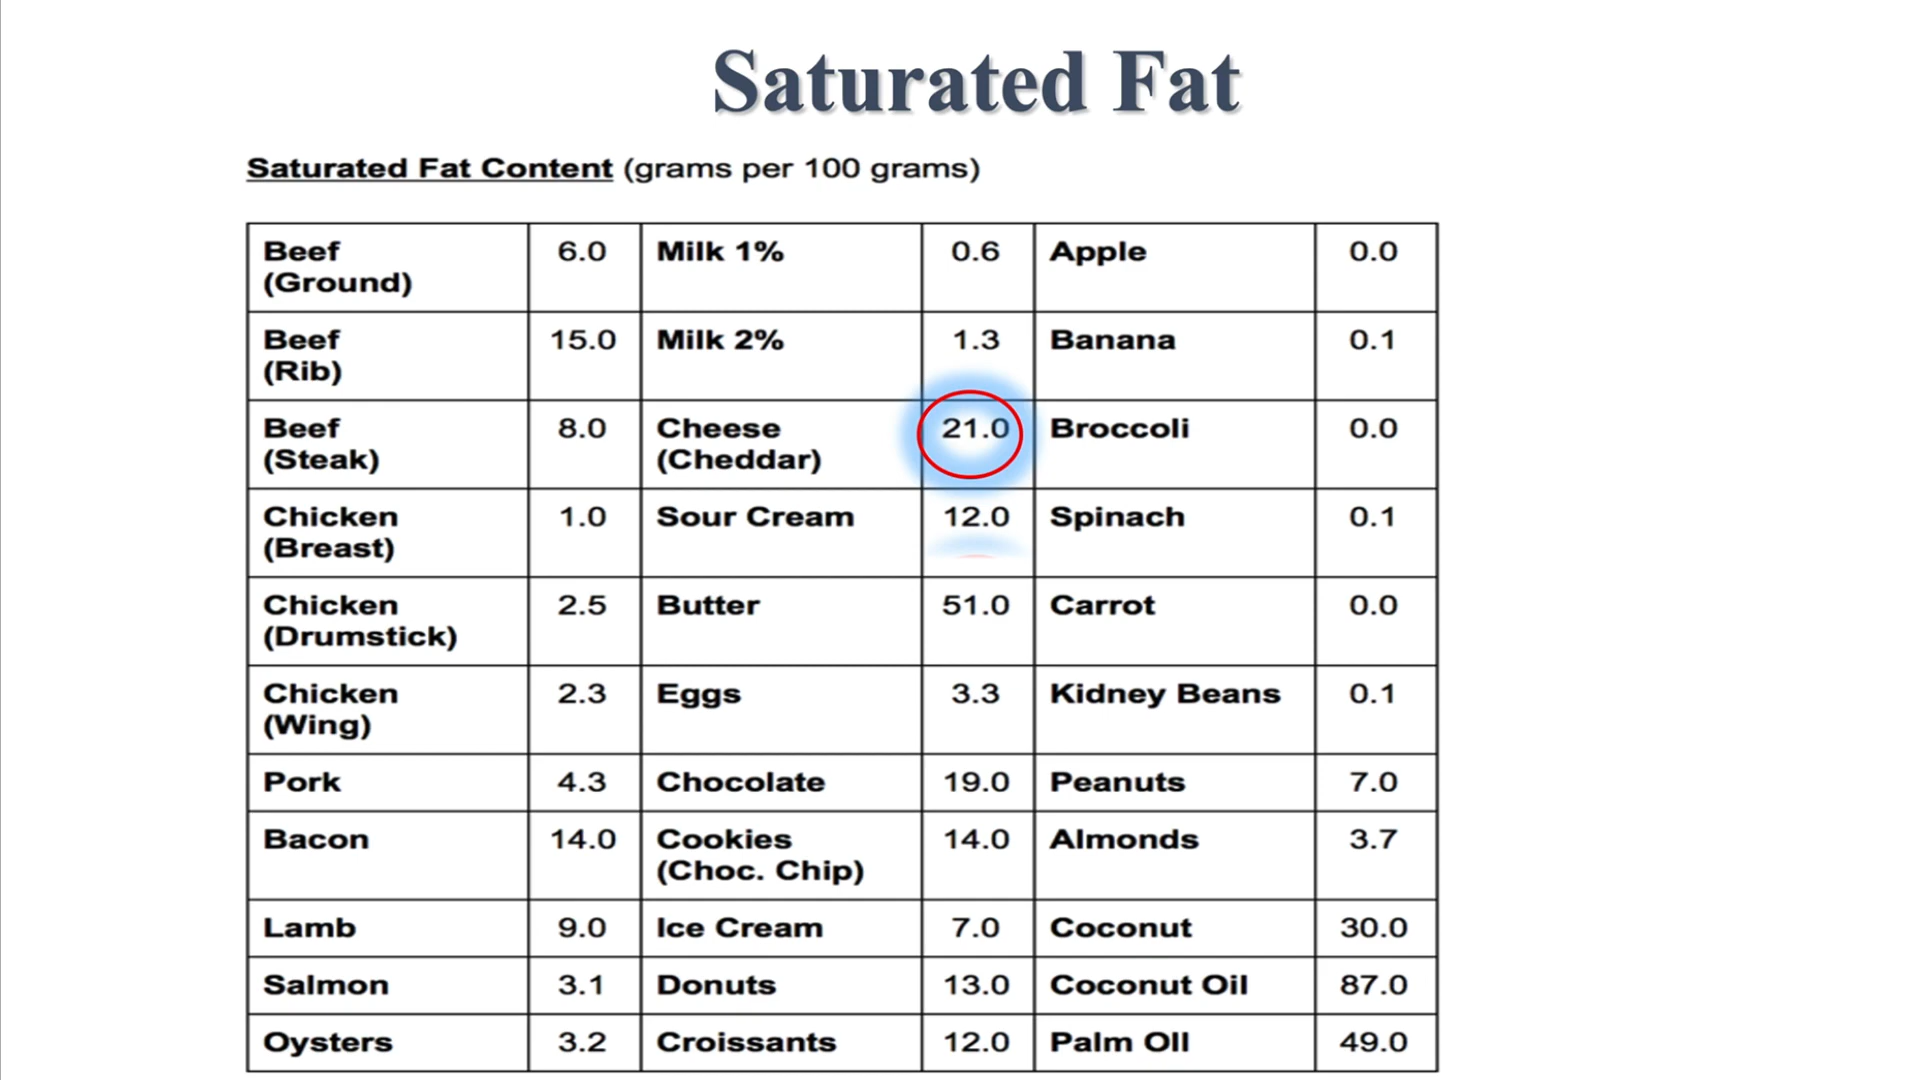 Saturated Fat
Saturated Fat Content (grams per 100 grams)
Beef (Ground) 6.0 Milk 1% 0.6 Apple 0.0
Beef (Rib) 15.0 Milk 2% 1.3 Banana 0.1
Beef (Steak) 8.0 Cheese (Cheddar) 21.0 Broccoli 0.0
Chicken (Breast) 1.0 Sour Cream 12.0 Spinach 0.1
Chicken (Drumstick) 2.5 Butter 51.0 Carrot 0.0
Chicken (Wing) 2.3 Eggs 3.3 Kidney Beans 0.1
Pork 4.3 Chocolate 19.0 Peanuts 7.0
Bacon 14.0 Cookies (Choc. Chip) 14.0 Almonds 3.7
Lamb 9.0 Ice Cream 7.0 Coconut 30.0
Salmon 3.1 Donuts 13.0 Coconut Oil 87.0
Oysters 3.2 Croissants 12.0 Palm OIl 49.0